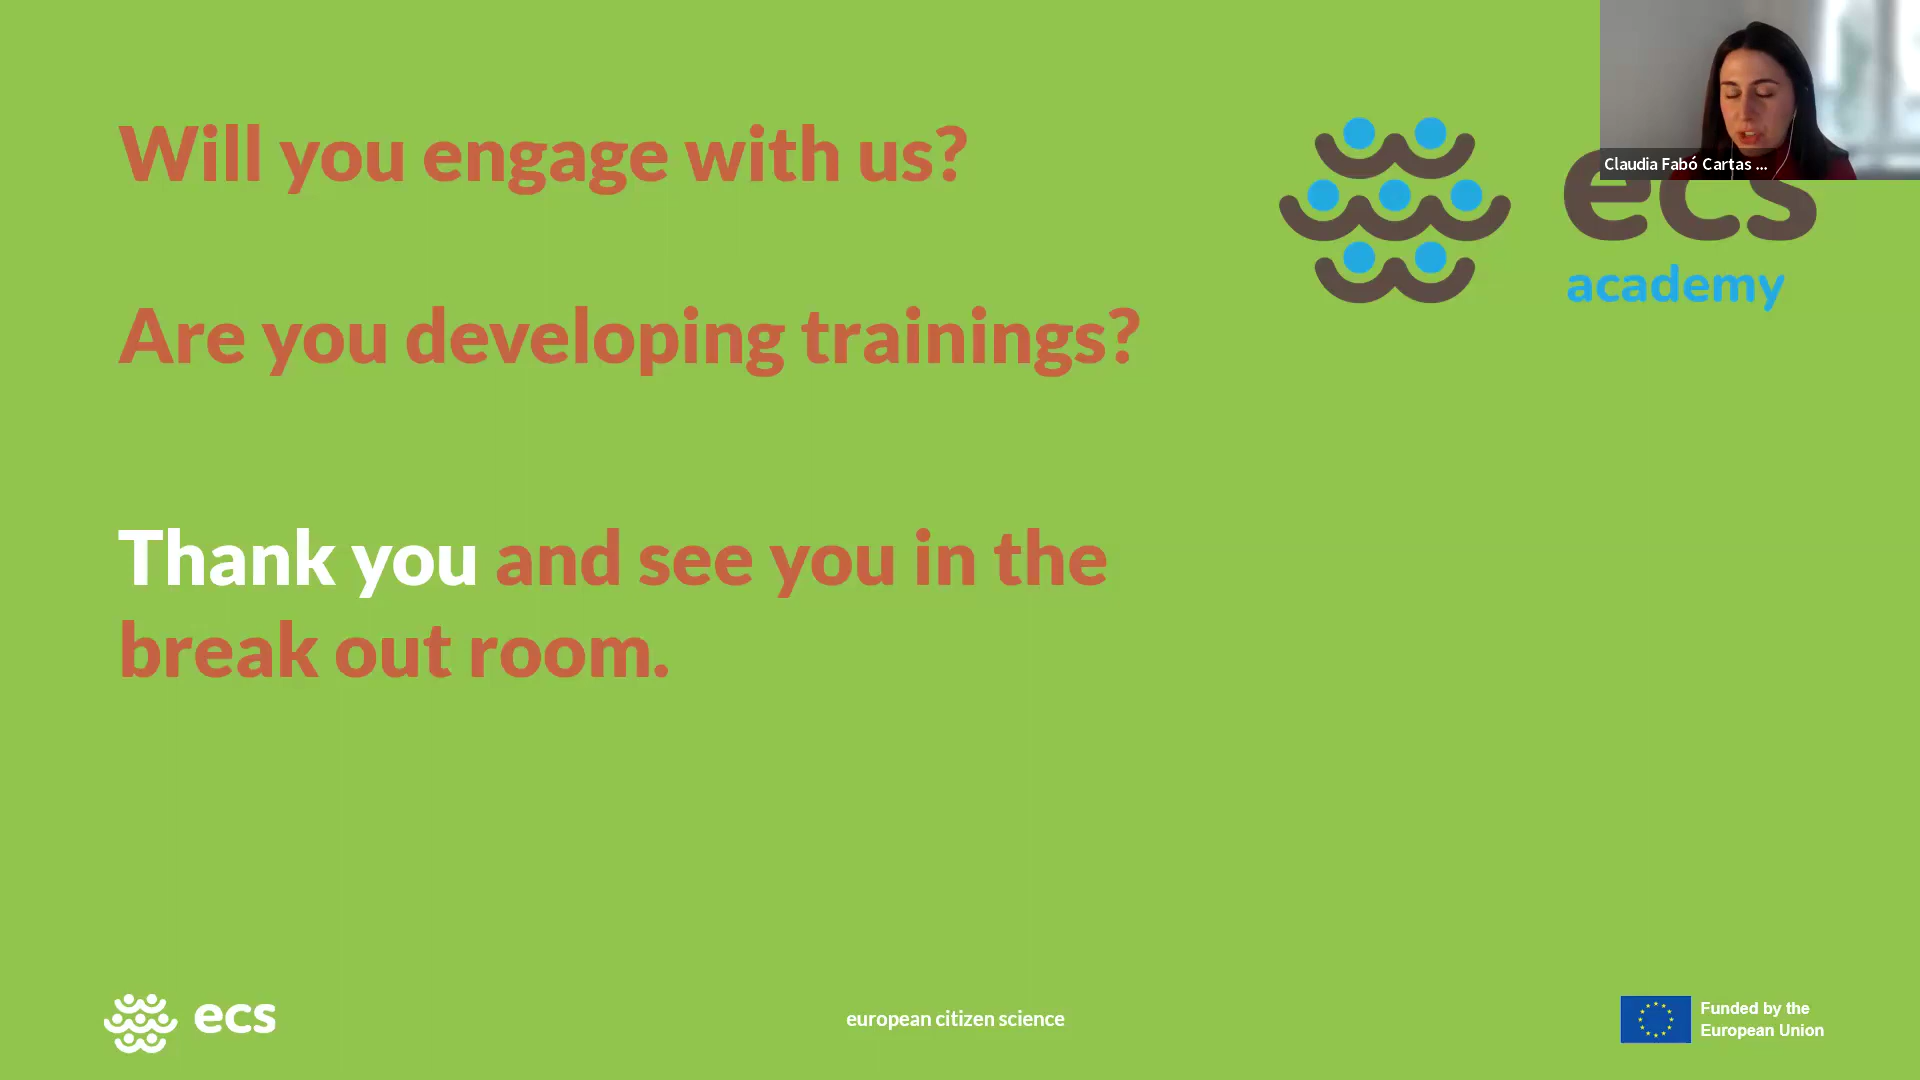 Will you engage with us?
Claudia Fabó Cartas ...
ecs
academy
Are you developing trainings?
Thank you and see you in the
break out room.
ecs
european citizen science
Funded by the
European Union